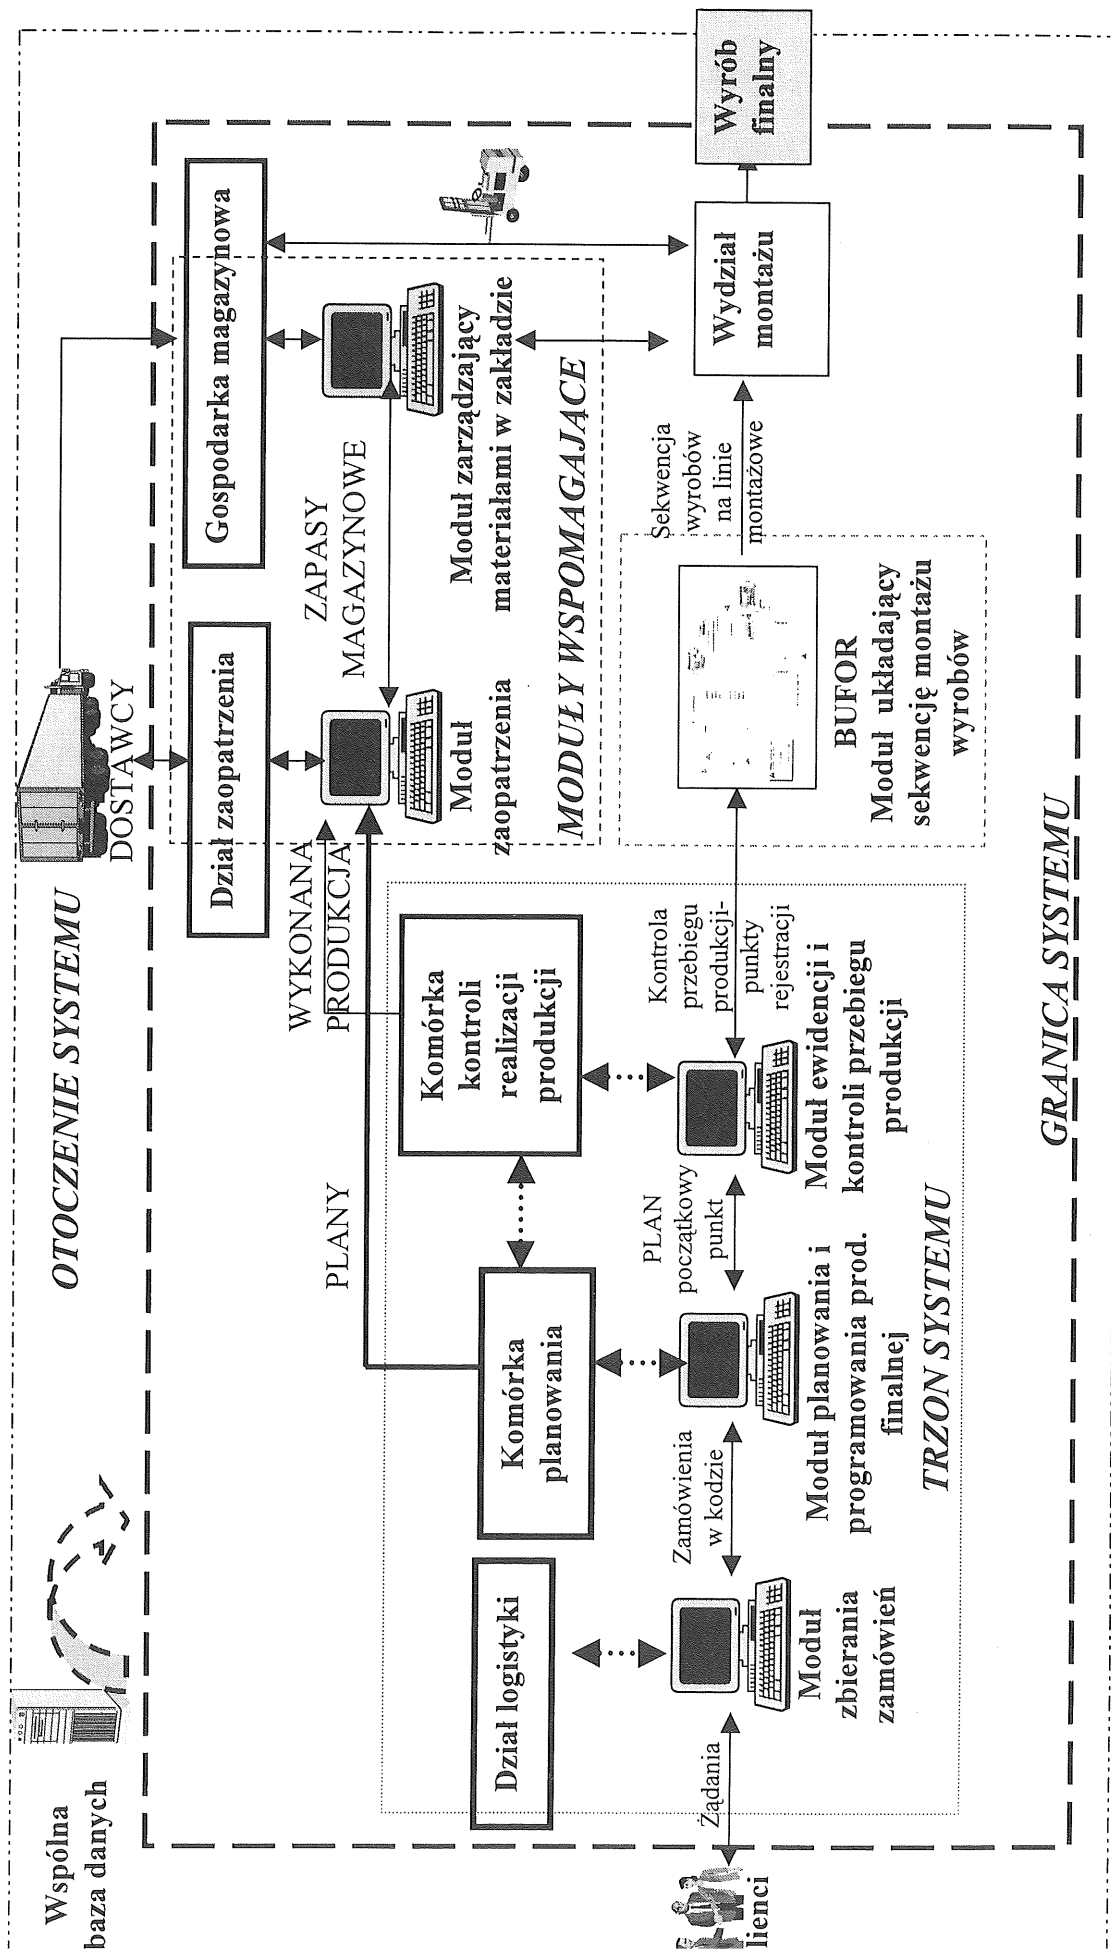 Wspólna
baza danych
OTOCZENIE SYSTEMU
DOSTAWCY
Dział zaopatrzenia
Gospodarka magazynowa
WYKONANA
PRODUKCJA
PLANY
ZAPASY
MAGAZYNOWE
Moduł
zaopatrzenia
Moduł zarządzający
materiałami w zakładzie
MODUŁY WSPOMAGAJĄCE
Dział logistyki
Komórka
planowania
Komórka
kontroli
realizacji
produkcji
lienci
Żądania
Moduł
zbierania
zamówień
Zamówienia
w kodzie
Moduł planowania i
programowania prod.
finalnej
PLAN
początkowy
punkt
Moduł ewidencji i
kontroli przebiegu
produkcji
TRZON SYSTEMU
Kontrola
przebiegu
produkcji-
punkty
rejestracji
BUFOR
Moduł układający
sekwencję montażu
wyrobów
Sekwencja
wyrobów
na linie
montażowe
Wydział
montażu
Wyrób
finalny
GRANICA SYSTEMU